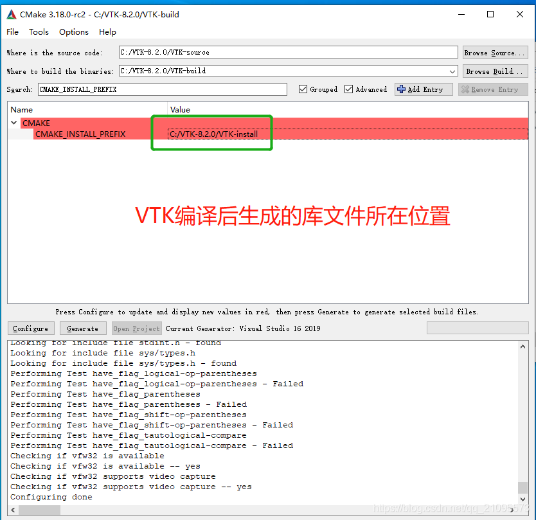 CMake 3.18.0-rc2 - C:/VTK-8.2.0/VTK-build
File Tools Options Help
Where is the source code: C:/VTK-8.2.0/VTK-source Browse Source...
Where to build the binaries: C:/VTK-8.2.0/VTK-build Browse Build...
Search: CMAKE_INSTALL_PREFIX Grouped Advanced Add Entry Remove Entry
Name Value
CMAKE
CMAKE_INSTALL_PREFIX C:/VTK-8.2.0/VTK-install
VTK编译后生成的库文件所在位置
Press Configure to update and display new values in red, then press Generate to generate selected build files.
Configure Generate Open Project Current Generator: Visual Studio 16 2019
Looking for include file stdint.h - found
Looking for include file sys/types.h
Looking for include file sys/types.h - found
Performing Test have_flag_logical-op-parentheses
Performing Test have_flag_logical-op-parentheses - Failed
Performing Test have_flag_parentheses
Performing Test have_flag_parentheses - Failed
Performing Test have_flag_shift-op-parentheses
Performing Test have_flag_shift-op-parentheses - Failed
Performing Test have_flag_tautological-compare
Performing Test have_flag_tautological-compare - Failed
Checking if vfw32 is available
Checking if vfw32 is available -- yes
Checking if vfw32 supports video capture
Checking if vfw32 supports video capture -- yes
Configuring done